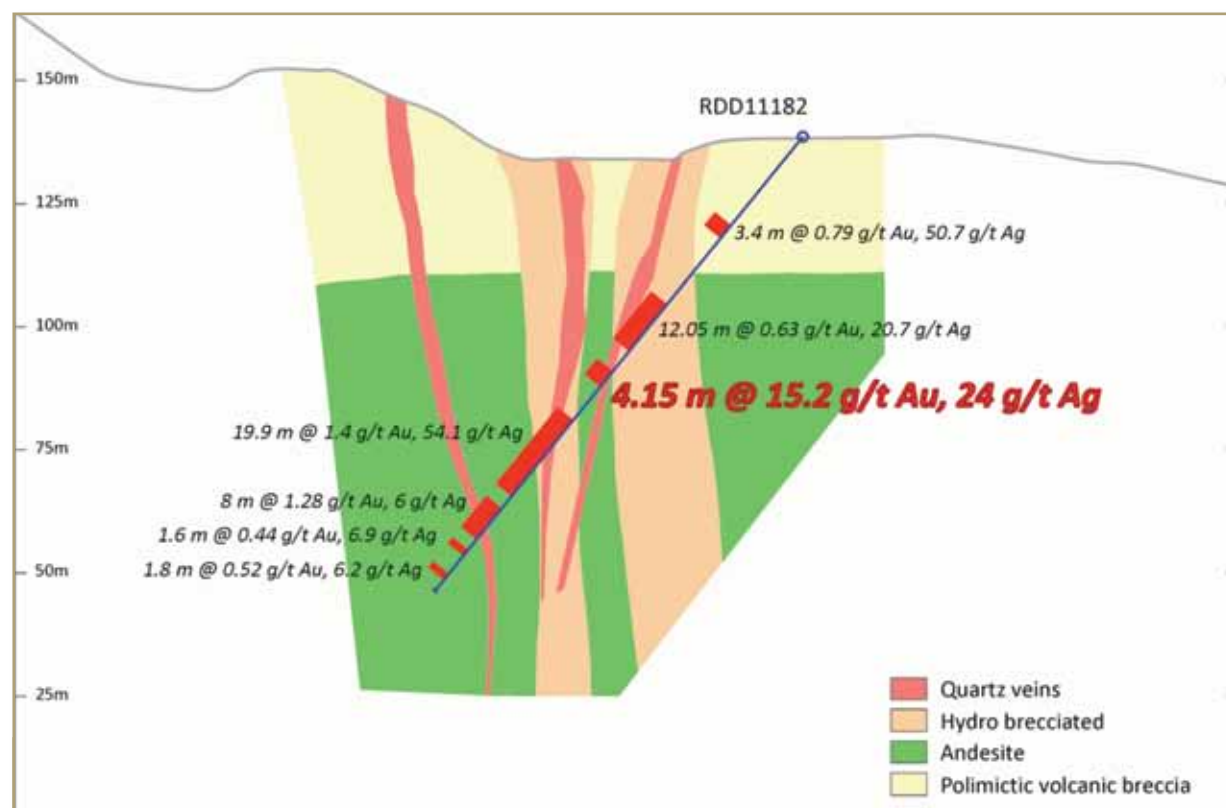 150m
RDD11182
125m
3.4 m @ 0.79 g/t Au, 50.7 g/t Ag
100m
12.05 m @ 0.63 g/t Au, 20.7 g/t Ag
4.15 m @ 15.2 g/t Au, 24 g/t Ag
75m
19.9 m @ 1.4 g/t Au, 54.1 g/t Ag
8 m @ 1.28 g/t Au, 6 g/t Ag
1.6 m @ 0.44 g/t Au, 6.9 g/t Ag
50m
1.8 m @ 0.52 g/t Au, 6.2 g/t Ag
25m
Quartz veins
Hydro brecciated
Andesite
Polimictic volcanic breccia